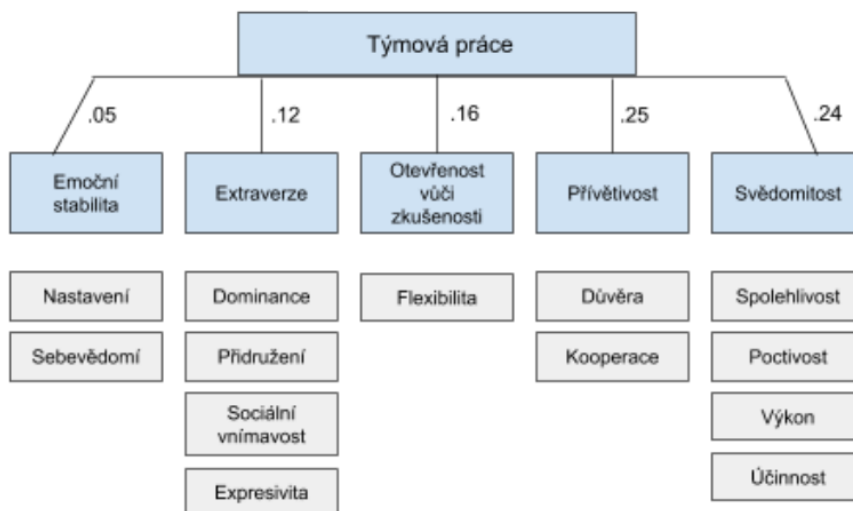 Týmová práce
.05
.12
.16
.25
.24
Emoční
stabilita
Extraverze
Otevřenost
vůči
zkušenosti
Přívětivost
Svědomitost
Nastavení
Dominance
Flexibilita
Důvěra
Spolehlivost
Sebevědomí
Přidružení
Kooperace
Poctivost
Sociální
vnímavost
Výkon
Expresivita
Účinnost